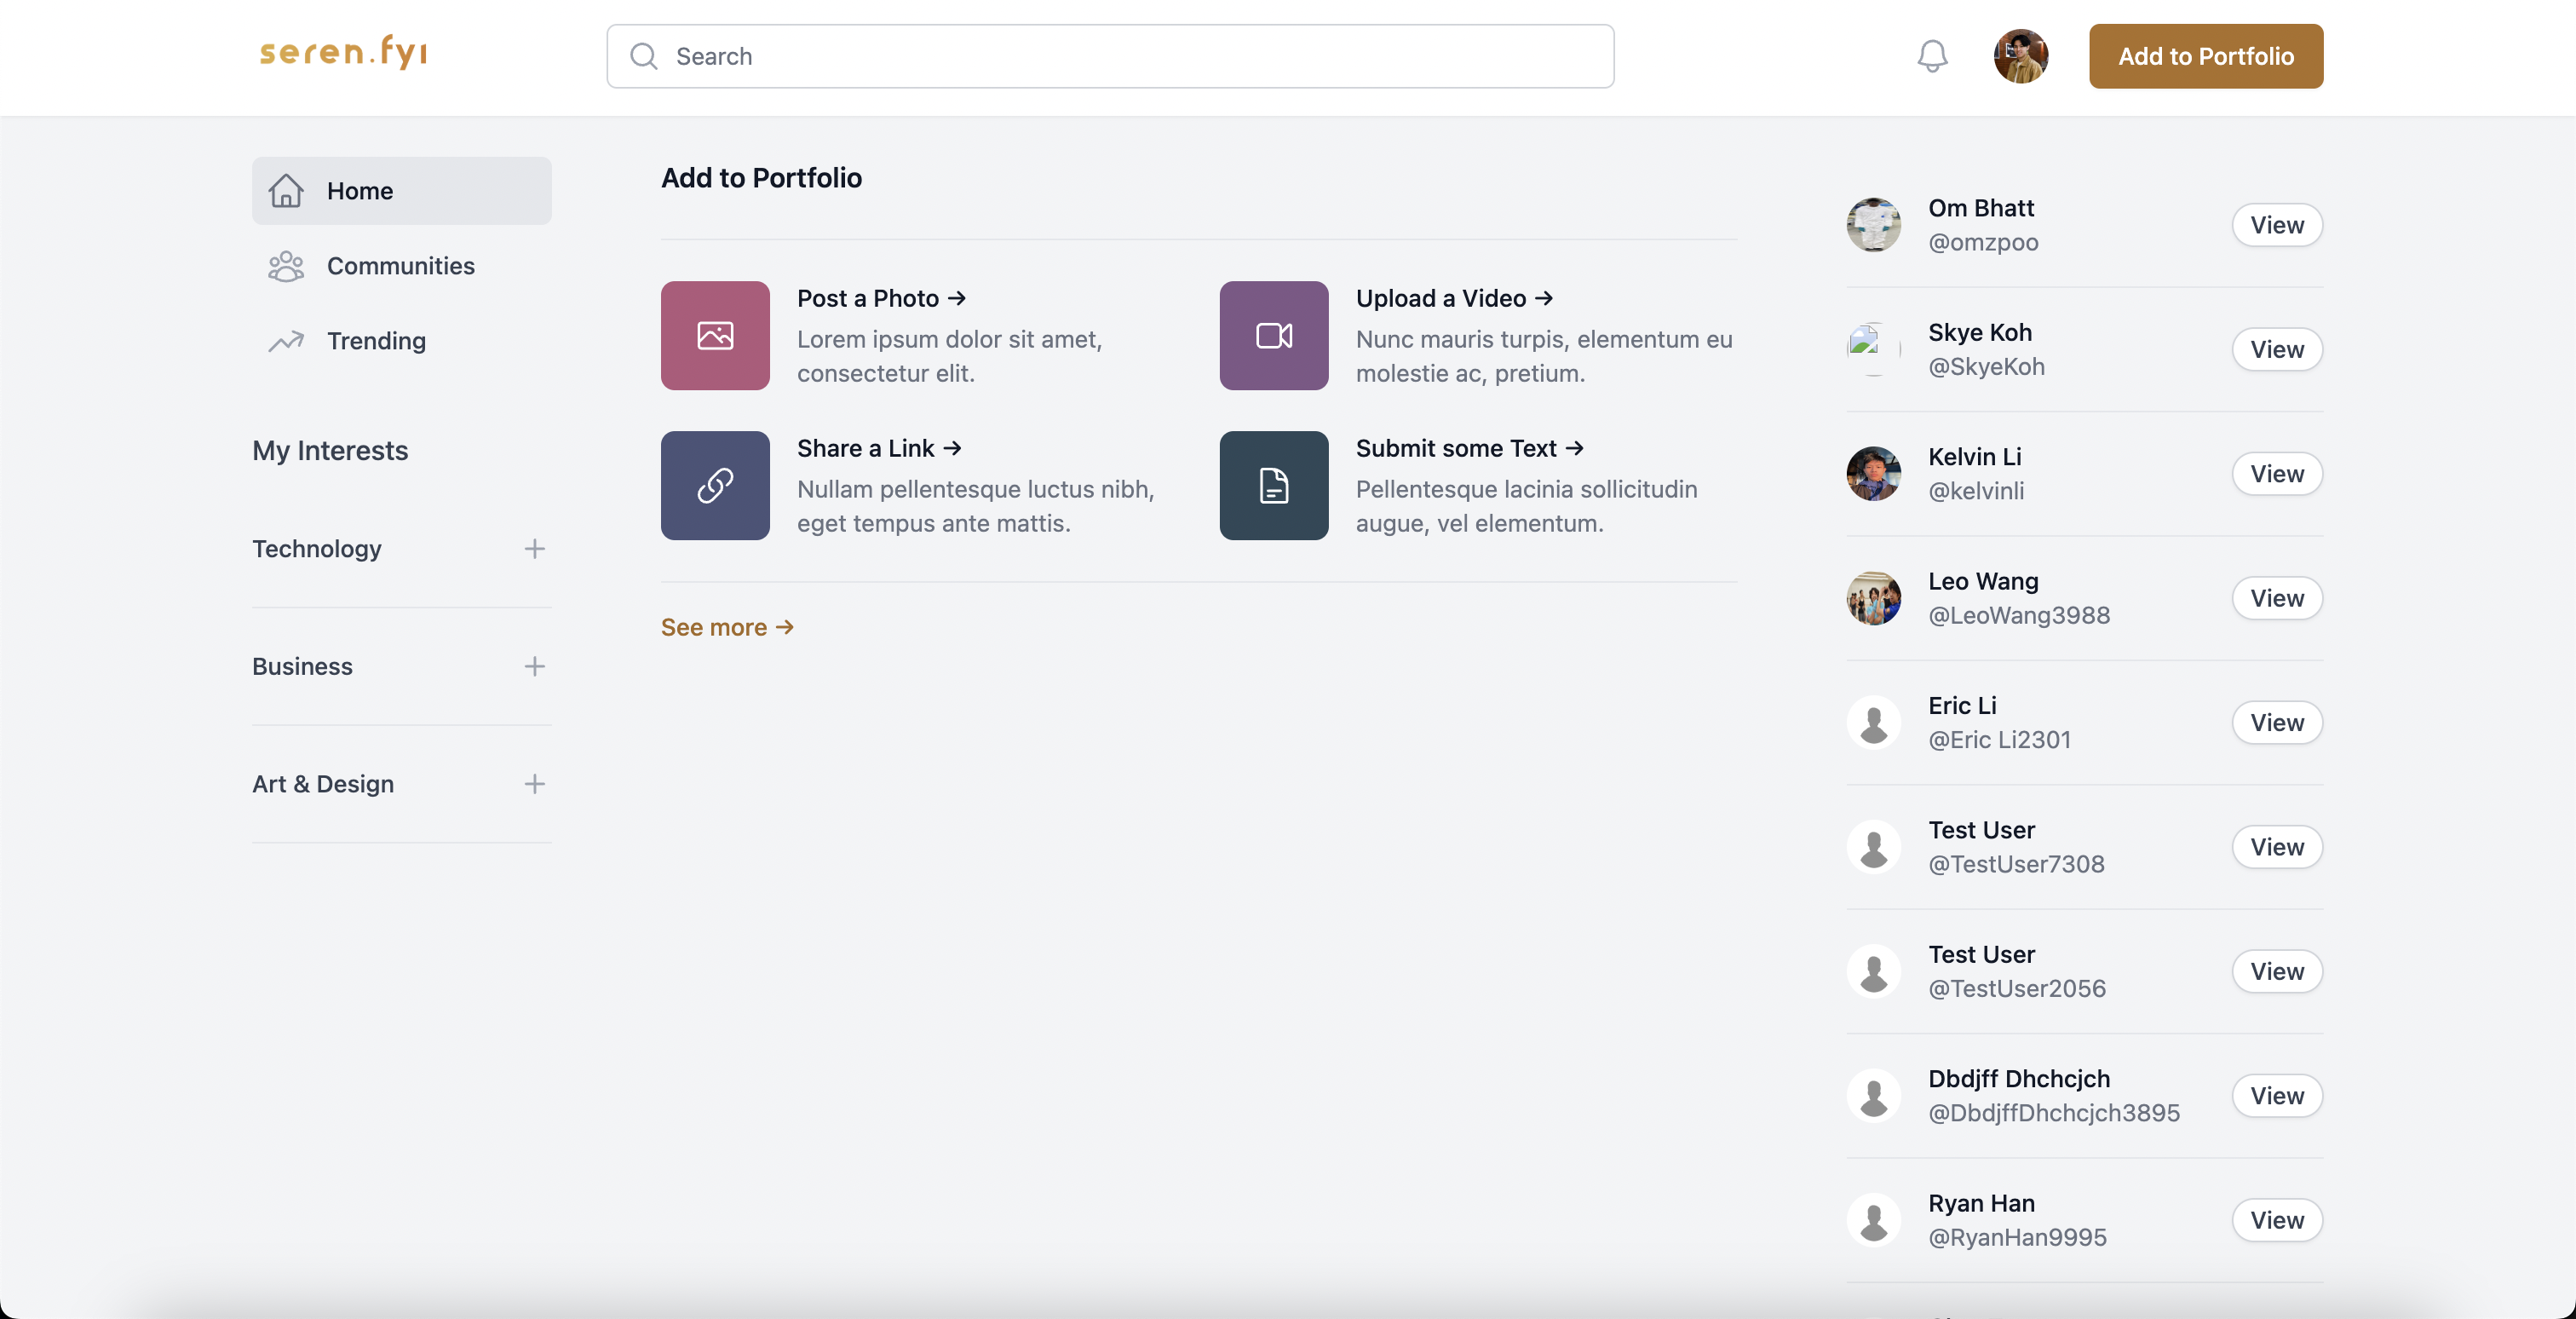 seren.fyi
Search
Add to Portfolio
Home
Communities
Trending
My Interests
Technology
Business
Art & Design
Add to Portfolio
Post a Photo →
Lorem ipsum dolor sit amet,
consectetur elit.
Upload a Video →
Nunc mauris turpis, elementum eu
molestie ac, pretium.
Share a Link →
Nullam pellentesque luctus nibh,
eget tempus ante mattis.
Submit some Text →
Pellentesque lacinia sollicitudin
augue, vel elementum.
See more →
Om Bhatt
@omzpoo
View
Skye Koh
@SkyeKoh
View
Kelvin Li
@kelvinli
View
Leo Wang
@LeoWang3988
View
Eric Li
@Eric Li2301
View
Test User
@TestUser7308
View
Test User
@TestUser2056
View
Dbdjff Dhchcjch
@DbdjffDhchcjch3895
View
Ryan Han
@RyanHan9995
View